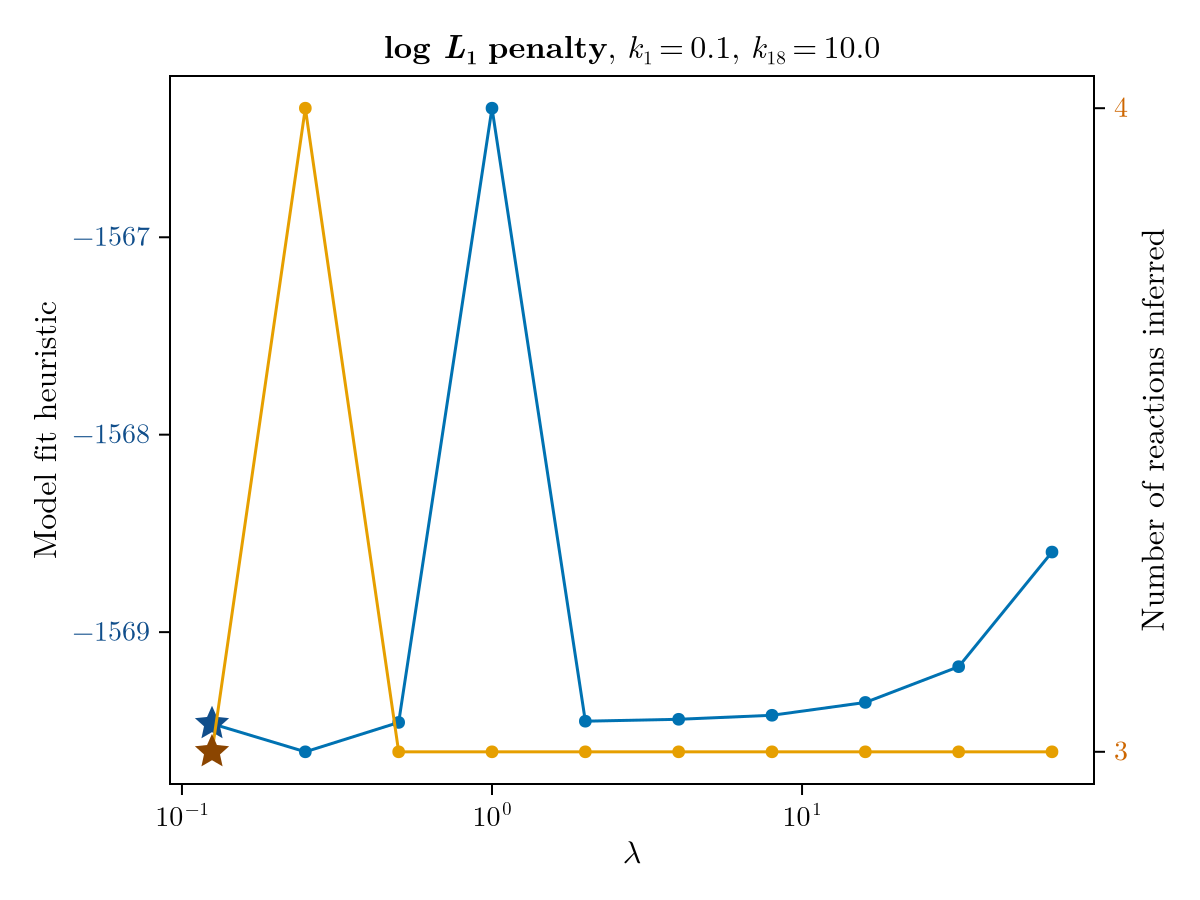 log L₁ penalty, k₁ = 0.1, k₁₈ = 10.0
Model fit heuristic
−1567
−1568
−1569
4
3
Number of reactions inferred
10⁻¹
10⁰
10¹
λ